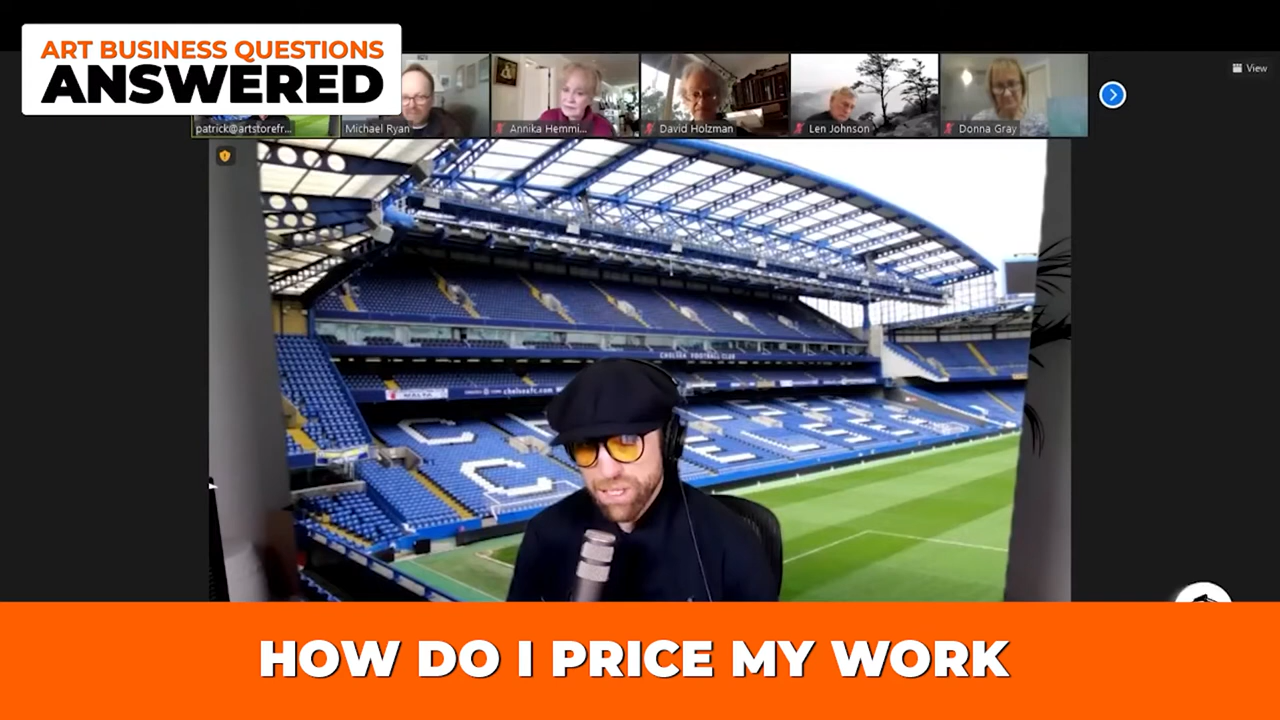 ART BUSINESS QUESTIONS
ANSWERED
View
patrick@artstorefr...
Michael Ryan
Annika Hemmi...
David Holzman
Len Johnson
Donna Gray
CHELSEA FOOTBALL CLUB
chelseafc.com
HOW DO I PRICE MY WORK